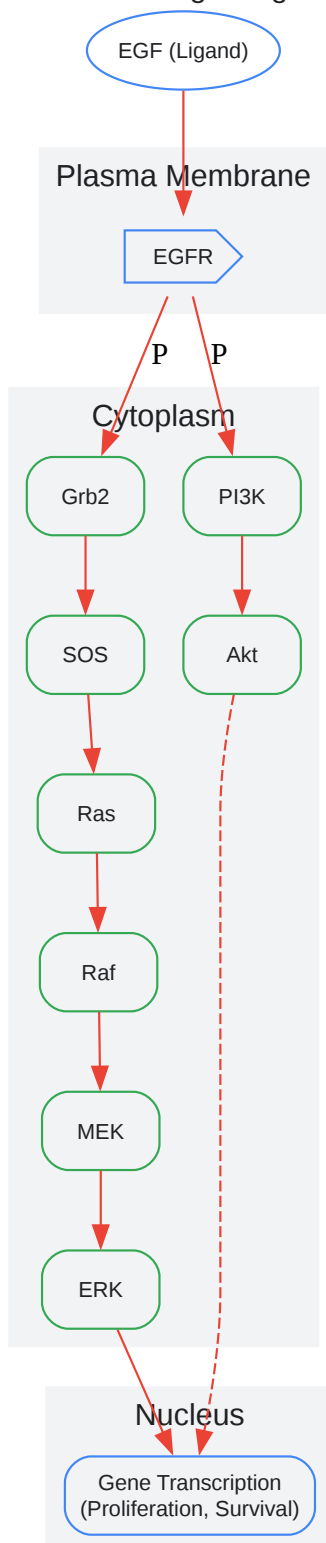 EGF (Ligand)
Plasma Membrane
EGFR
P P
Cytoplasm
Grb2 PI3K
SOS Akt
Ras
Raf
MEK
ERK
Nucleus
Gene Transcription
(Proliferation, Survival)